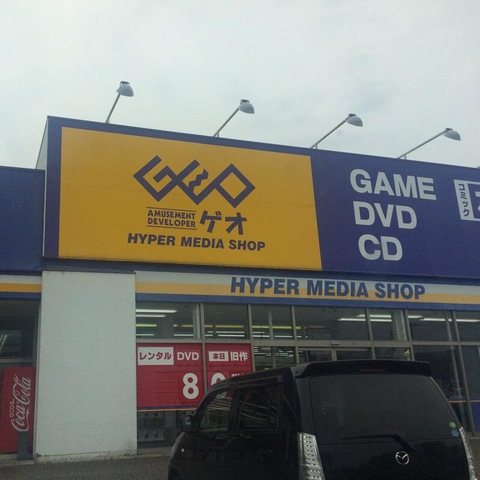 GEO
AMUSEMENT
DEVELOPER
ゲオ
HYPER MEDIA SHOP
GAME
DVD
CD
コミック
HYPER MEDIA SHOP
レンタル DVD 本日 旧作
8
Coca-Cola